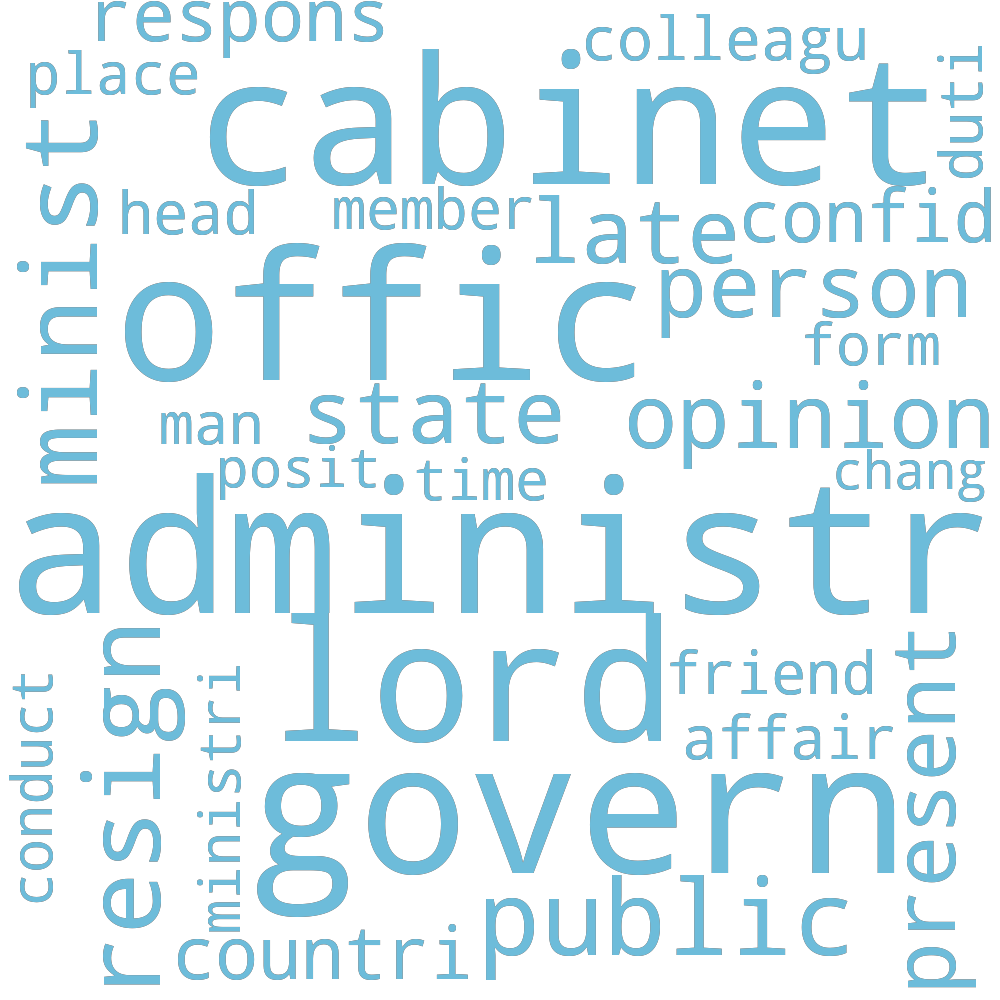 respons
colleagu
place
cabinet
duti
minist
head
member
late
confid
offic
person
form
man
state
opinion
posit
time
chang
administr
lord
resign
friend
present
conduct
ministri
affair
govern
public
countri